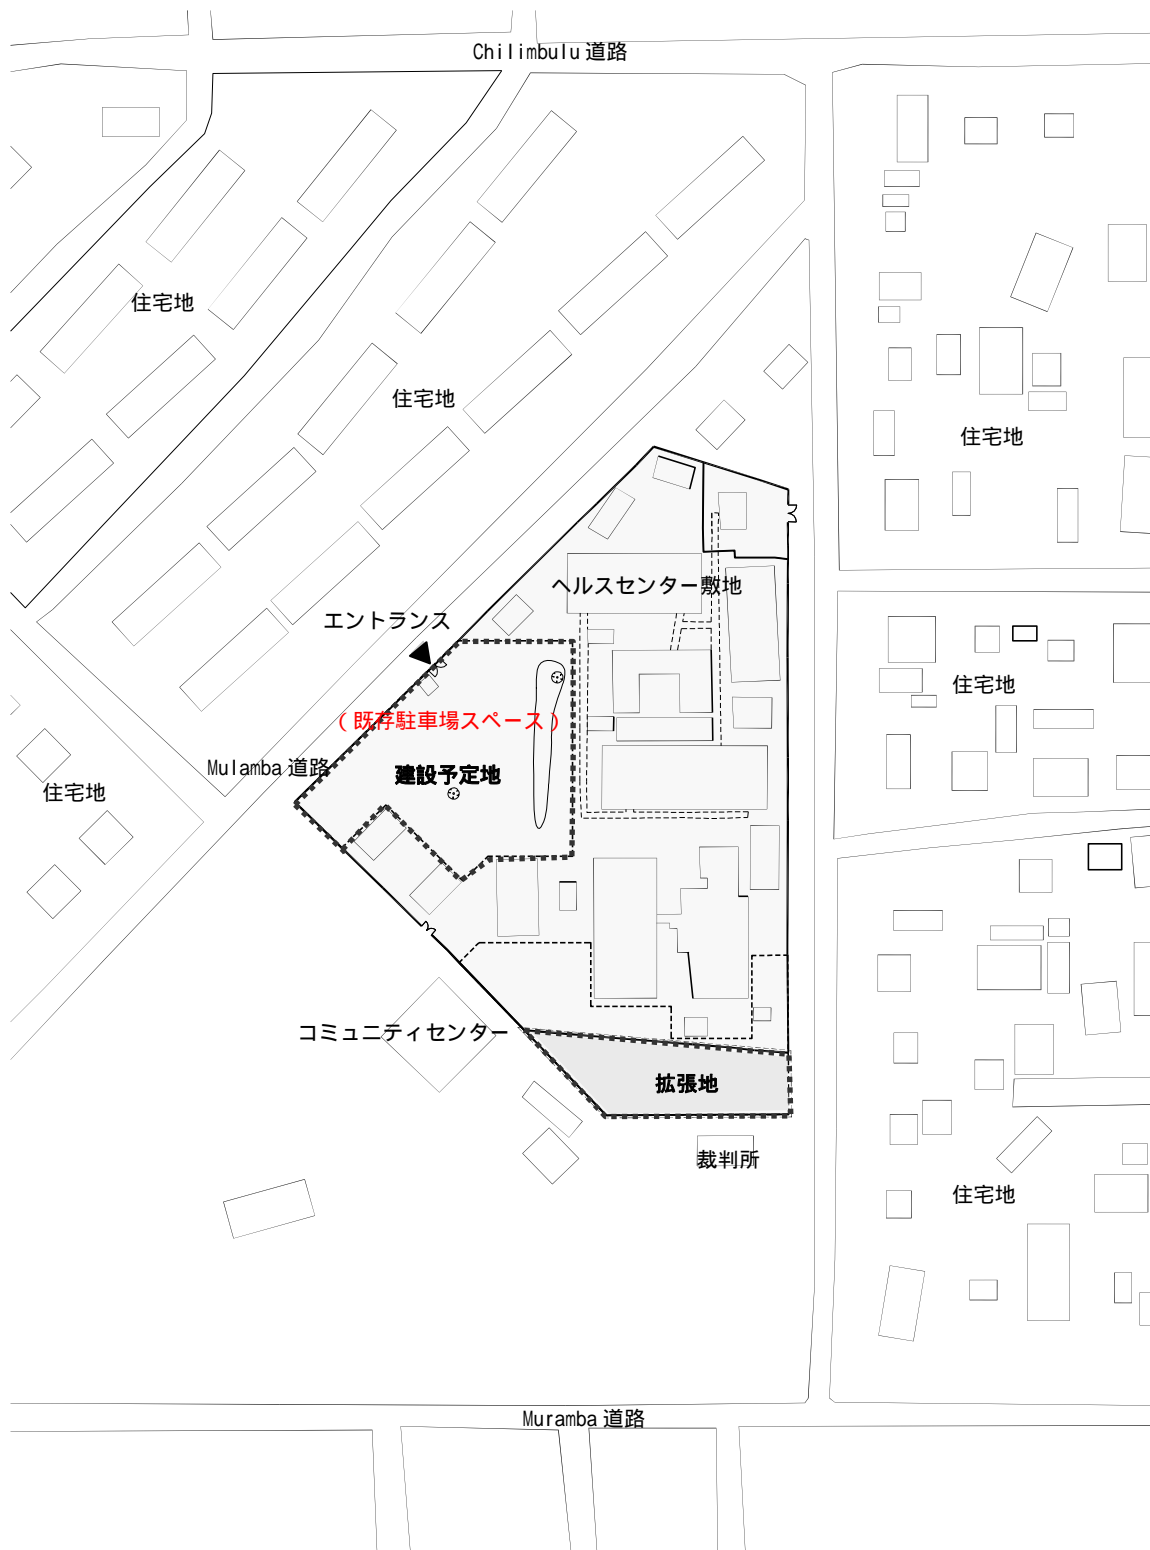 Chilimbulu 道路
住宅地
住宅地
住宅地
ヘルスセンター敷地
エントランス
住宅地
（既存駐車場スペース）
Mulamba 道路
建設予定地
住宅地
コミュニティセンター
拡張地
裁判所
住宅地
Muramba 道路